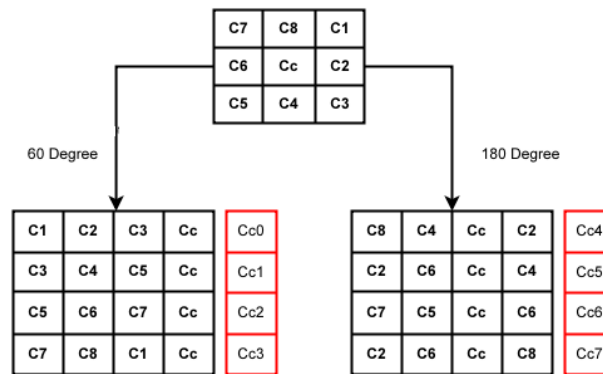 C7 C8 C1
C6 Cc C2
C5 C4 C3
60 Degree
180 Degree
C1 C2 C3 Cc Cc0
C3 C4 C5 Cc Cc1
C5 C6 C7 Cc Cc2
C7 C8 C1 Cc Cc3
C8 C4 Cc C2 Cc4
C2 C6 Cc C4 Cc5
C7 C5 Cc C6 Cc6
C2 C6 Cc C8 Cc7